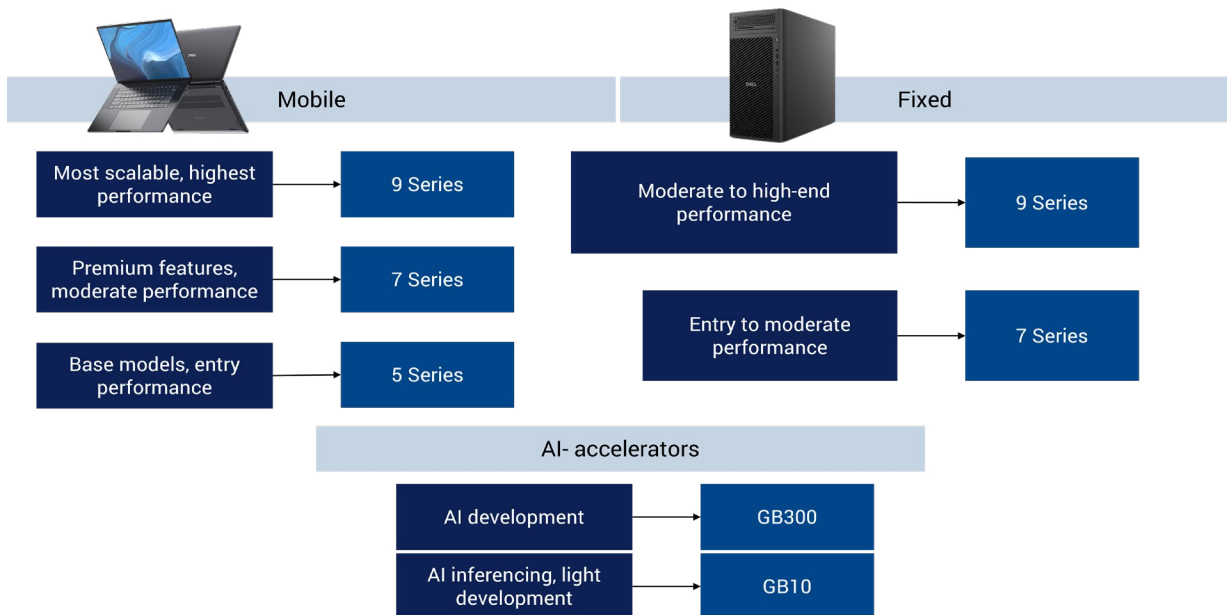 Mobile
Most scalable, highest
performance
9 Series
Premium features,
moderate performance
7 Series
Base models, entry
performance
5 Series
Fixed
DELL
Moderate to high-end
performance
9 Series
Entry to moderate
performance
7 Series
AI- accelerators
AI development
GB300
AI inferencing, light
development
GB10